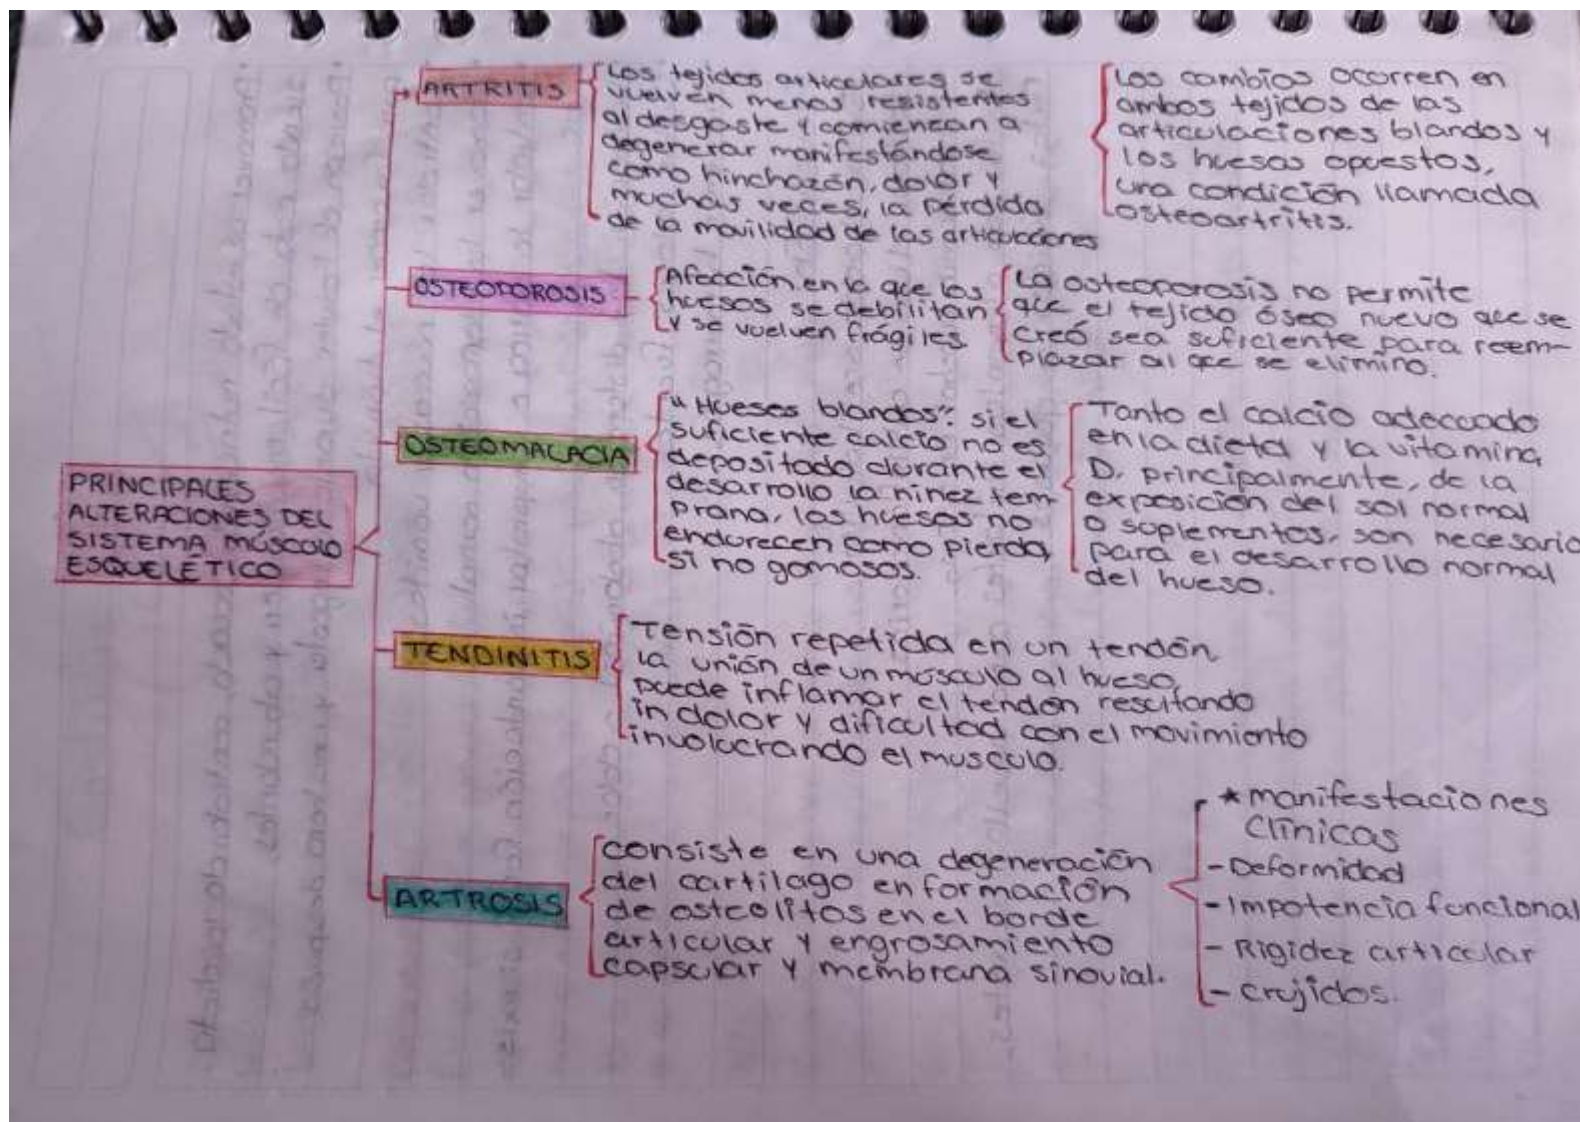 PRINCIPALES
ALTERACIONES DEL
SISTEMA MÚSCULO
ESQUELÉTICO
ARTRITIS
Los tejidos articulares se
vuelven menos resistentes
al desgaste y comienzan a
degenerar manifestándose
como hinchazón, dolor y
muchas veces, la pérdida
de la movilidad de las articulaciones
Los cambios ocurren en
ambos tejidos de las
articulaciones blandos y
los huesos opuestos,
una condición llamada
osteoartritis.
OSTEOPOROSIS
Afección en la que los
huesos se debilitan
y se vuelven frágiles.
La osteoporosis no permite
que el tejido óseo nuevo que se
creó sea suficiente para reem-
plazar al que se elimino.
OSTEOMALACIA
"Hueses blandos": si el
suficiente calcio no es
depositado durante el
desarrollo la ninez tem
prana, los huesos no
endurecen como pierda,
si no gomosos.
Tanto el calcio adecuado
en la dieta y la vitamina
D, principalmente, de la
exposición del sol normal
o suplementos, son necesario
para el desarrollo normal
del hueso.
TENDINITIS
Tensión repetida en un tendón
la unión de un músculo al hueso,
puede inflamar el tendón resultando
in dolor y dificultad con el movimiento
involucrando el musculo.
ARTROSIS
consiste en una degeneración
del cartílago en formación
de osteolitos en el borde
articular y engrosamiento
capsular y membrana sinovial.
* manifestaciones
Clínicas
- Deformidad
- Impotencia funcional
- Rigidez articular
- Crujidos.